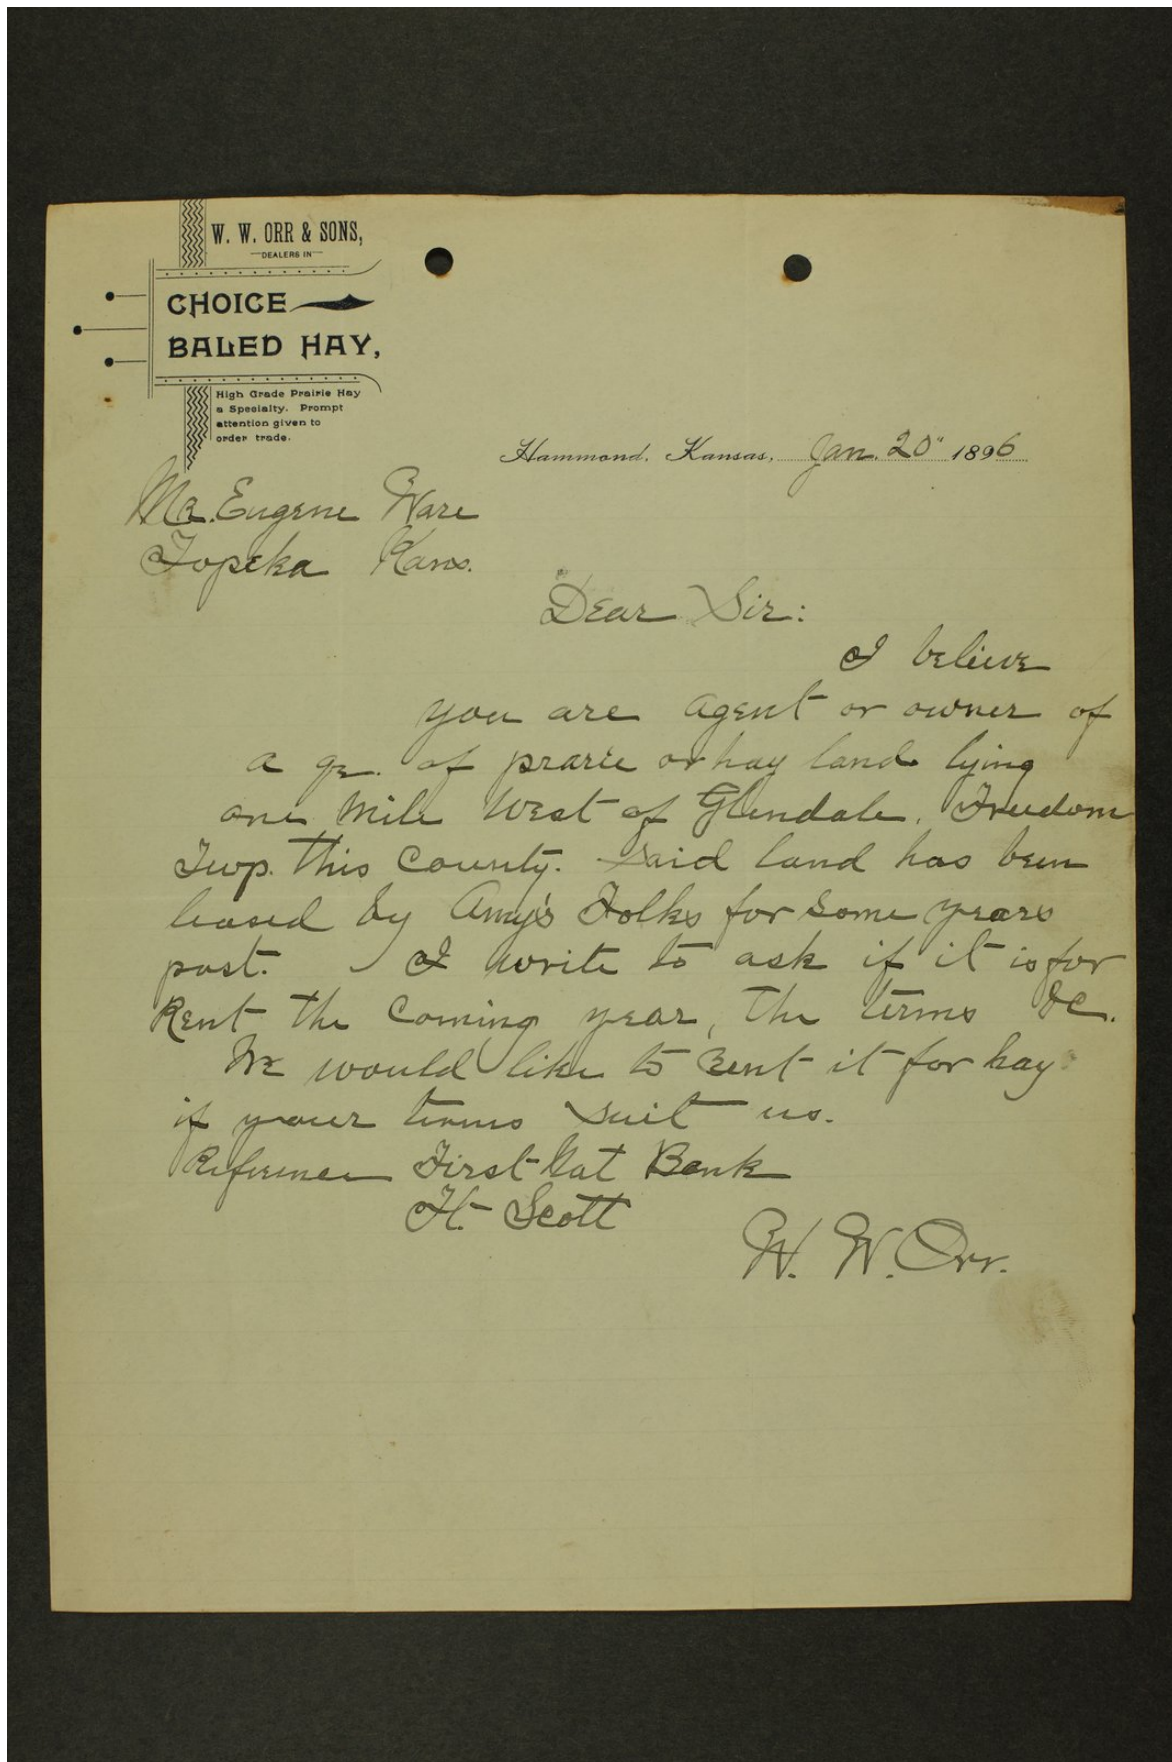 W. W. ORR & SONS,
DEALERS IN
CHOICE
BALED HAY,
High Grade Prairie Hay
a Specialty. Prompt
attention given to
order trade.
Hammond, Kansas, Jan. 20" 1896
Mr. Eugene Ware
Topeka Kans.
Dear Sir:
I believe
you are agent or owner of
a qr. of prarie or hay land lying
one mile West of Glendale, Freedom
Twp. this County. Said land has been
leased by Amy's Folks for some years
past. I write to ask if it is for
Rent the coming year, the terms &c.
We would like to rent it for hay
if your terms suit us.
Reference First Nat Bank
Ft. Scott
W. W. Orr.